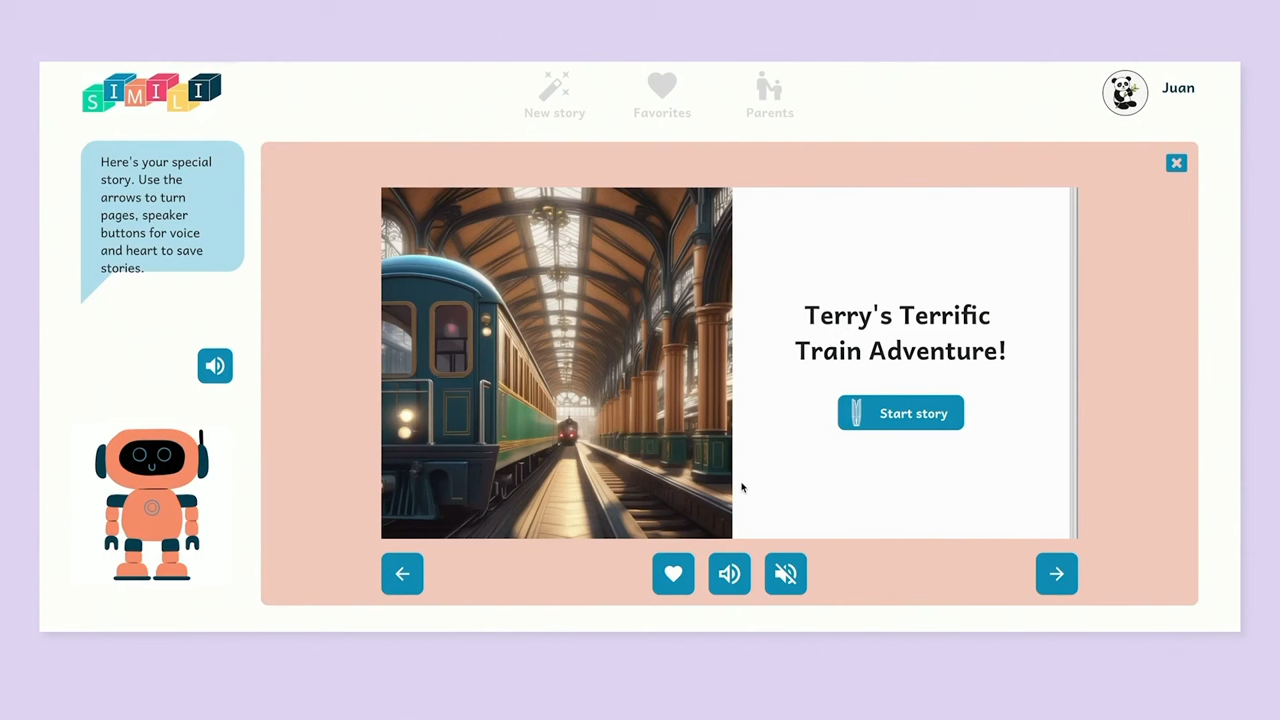 SIMILI
New story
Favorites
Parents
Juan
Here's your special
story. Use the
arrows to turn
pages, speaker
buttons for voice
and heart to save
stories.
Terry's Terrific
Train Adventure!
Start story